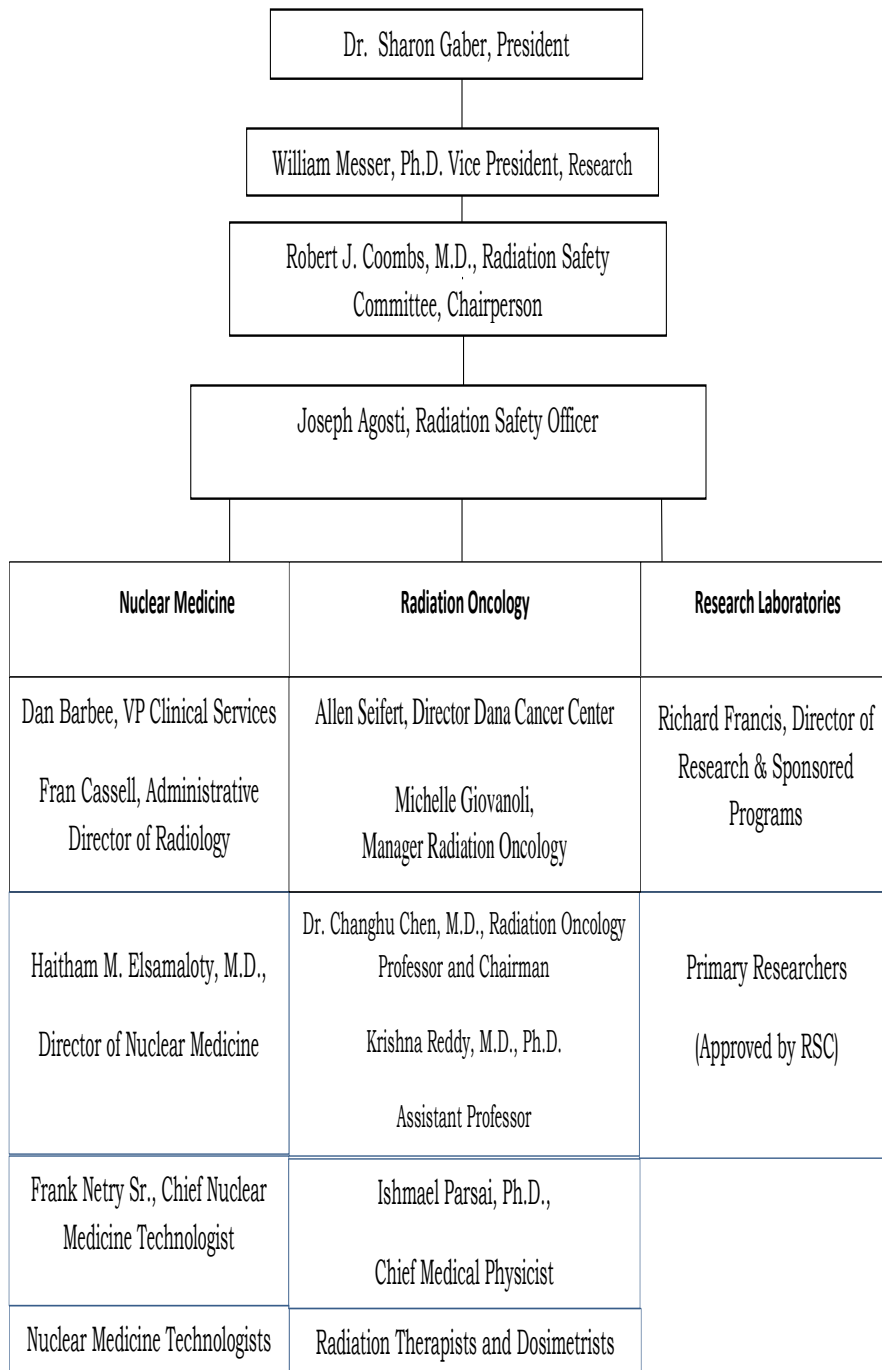 Dr. Sharon Gaber, President
William Messer, Ph.D. Vice President, Research
Robert J. Coombs, M.D., Radiation Safety
Committee, Chairperson
Joseph Agosti, Radiation Safety Officer
Nuclear Medicine
Radiation Oncology
Research Laboratories
Dan Barbee, VP Clinical Services
Fran Cassell, Administrative
Director of Radiology
Allen Seifert, Director Dana Cancer Center
Michelle Giovanoli,
Manager Radiation Oncology
Richard Francis, Director of
Research & Sponsored
Programs
Haitham M. Elsamaloty, M.D.,
Director of Nuclear Medicine
Dr. Changhu Chen, M.D., Radiation Oncology
Professor and Chairman
Krishna Reddy, M.D., Ph.D.
Assistant Professor
Primary Researchers
(Approved by RSC)
Frank Netry Sr., Chief Nuclear
Medicine Technologist
Ishmael Parsai, Ph.D.,
Chief Medical Physicist
Nuclear Medicine Technologists
Radiation Therapists and Dosimetrists